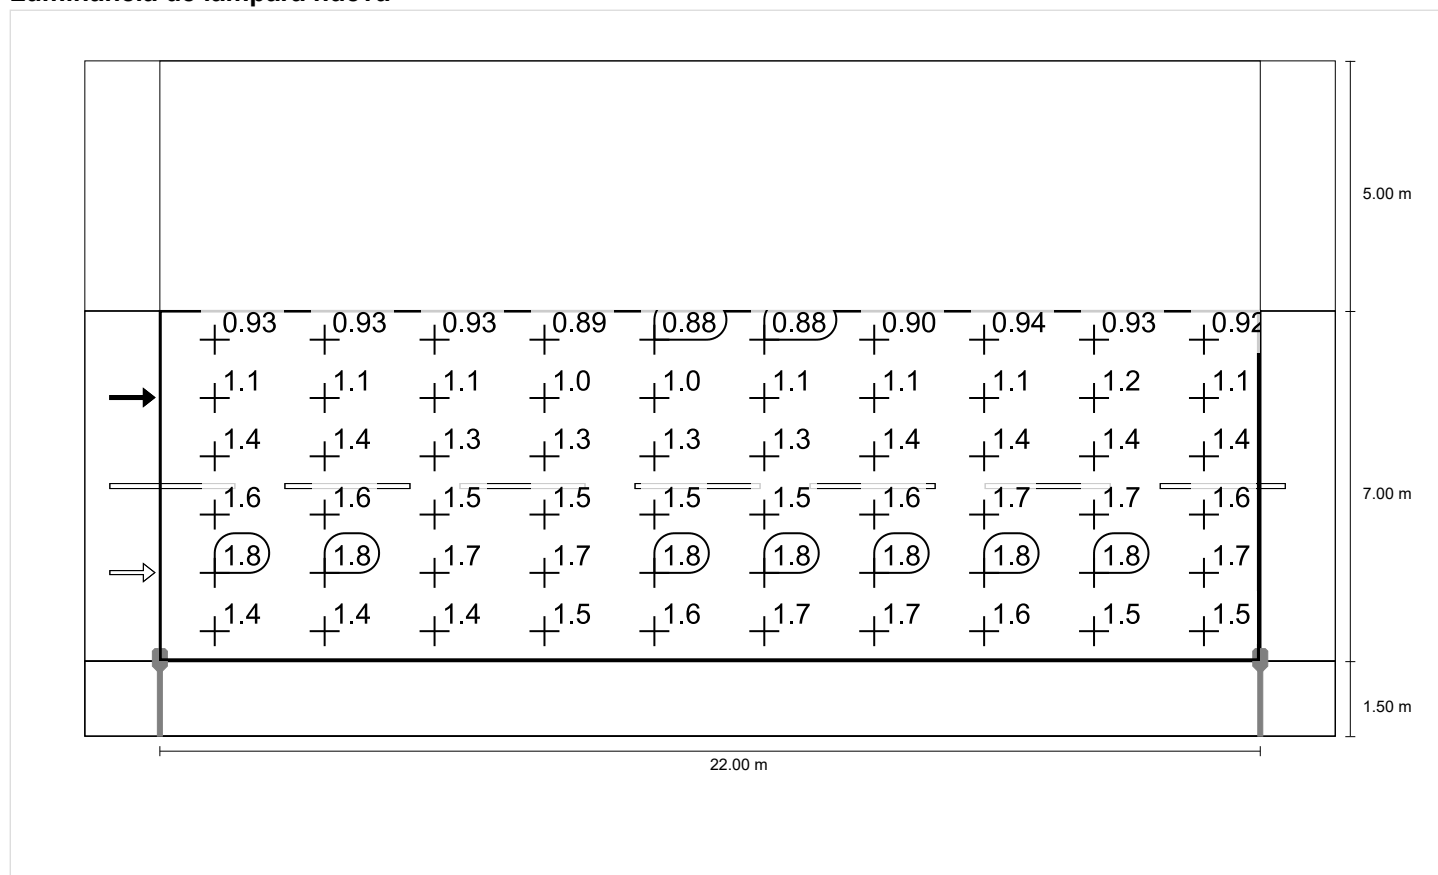 Luminancia de lámpara nueva
5.00 m
0.93 0.93 0.93 0.89 0.88 0.88 0.90 0.94 0.93 0.92
1.1 1.1 1.1 1.0 1.0 1.1 1.1 1.1 1.2 1.1
1.4 1.4 1.3 1.3 1.3 1.3 1.4 1.4 1.4 1.4
7.00 m
1.6 1.6 1.5 1.5 1.5 1.5 1.6 1.7 1.7 1.6
1.8 1.8 1.7 1.7 1.8 1.8 1.8 1.8 1.8 1.7
1.4 1.4 1.4 1.5 1.6 1.7 1.7 1.6 1.5 1.5
1.50 m
22.00 m